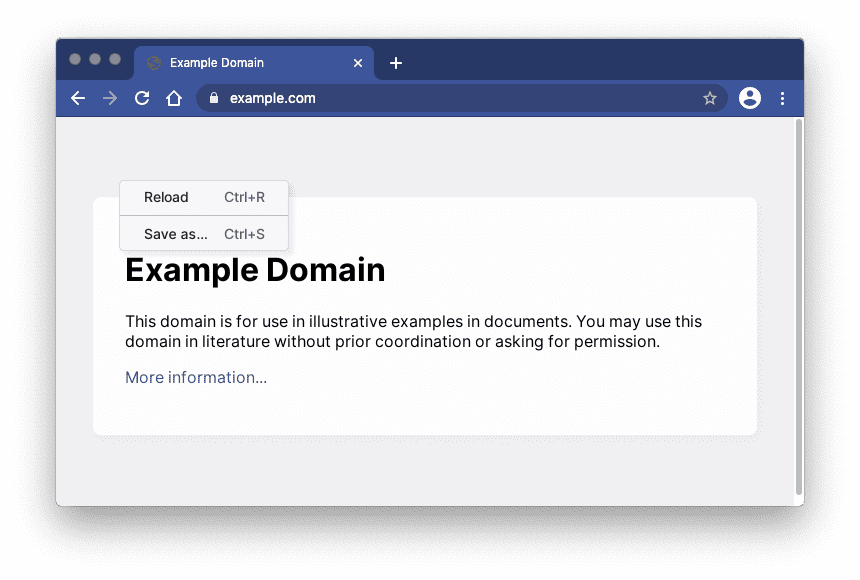 Example Domain
example.com
Reload Ctrl+R
Save as... Ctrl+S
Example Domain
This domain is for use in illustrative examples in documents. You may use this
domain in literature without prior coordination or asking for permission.
More information...